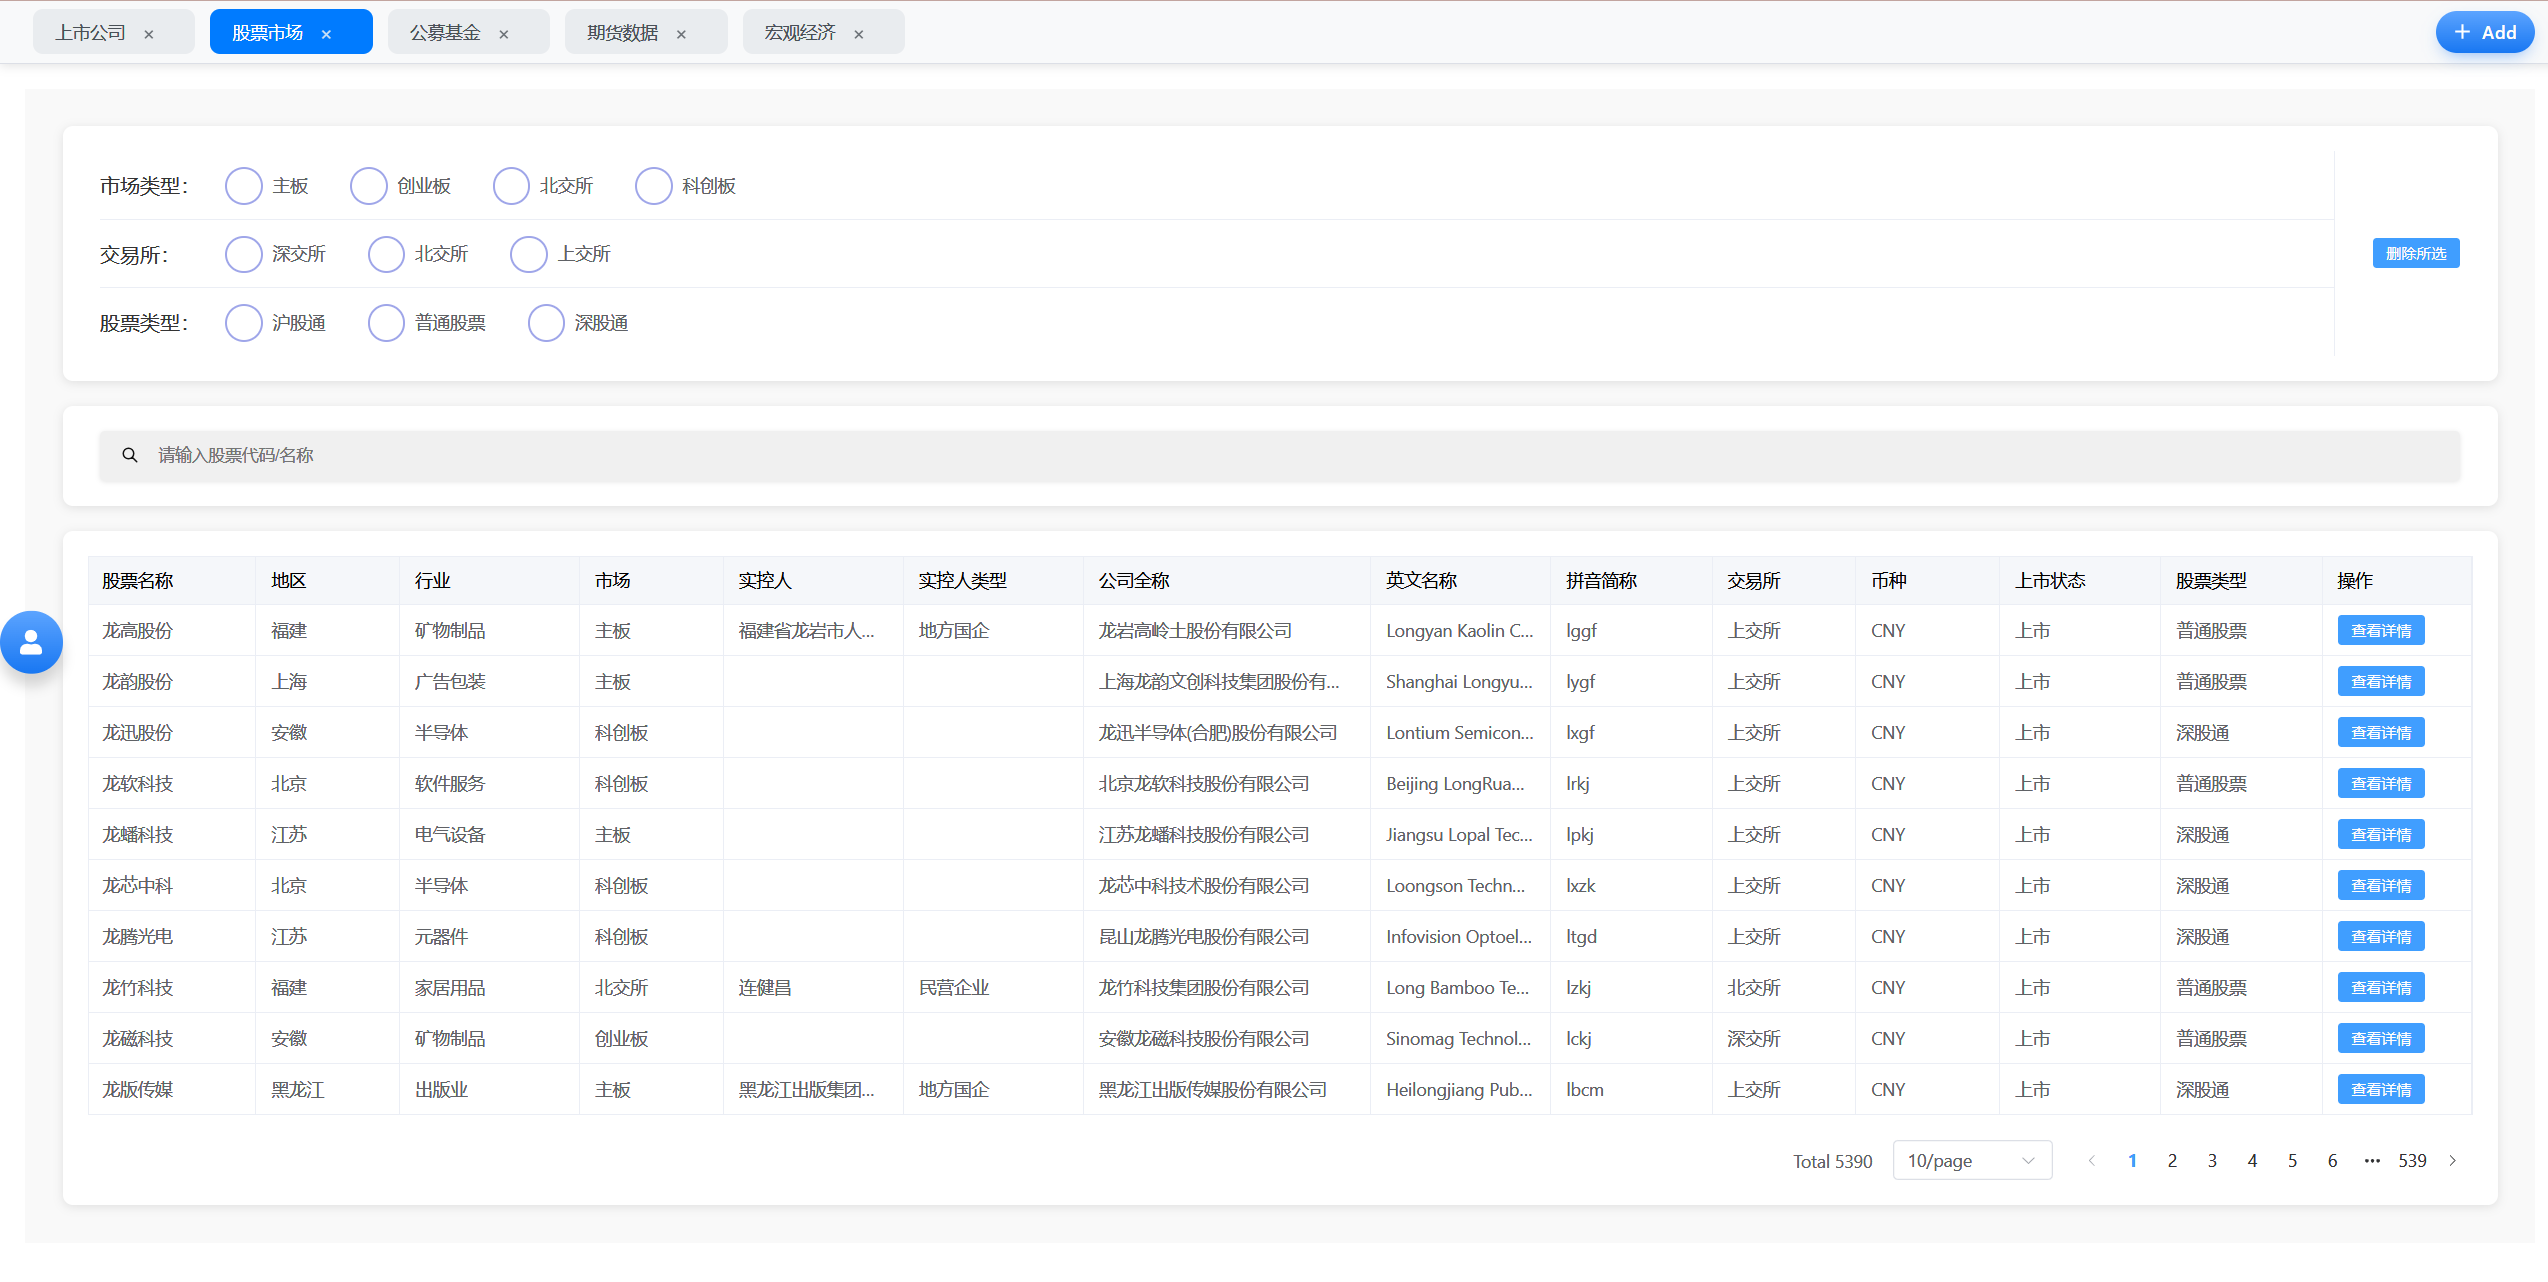 上市公司 × 股票市场 × 公募基金 × 期货数据 × 宏观经济 × + Add
市场类型： 主板 创业板 北交所 科创板
交易所： 深交所 北交所 上交所
删除所选
股票类型： 沪股通 普通股票 深股通
请输入股票代码/名称
股票名称 地区 行业 市场 实控人 实控人类型 公司全称 英文名称 拼音简称 交易所 币种 上市状态 股票类型 操作
龙高股份 福建 矿物制品 主板 福建省龙岩市人... 地方国企 龙岩高岭土股份有限公司 Longyan Kaolin C... lggf 上交所 CNY 上市 普通股票 查看详情
龙韵股份 上海 广告包装 主板 上海龙韵文创科技集团股份有... Shanghai Longyu... lygf 上交所 CNY 上市 普通股票 查看详情
龙迅股份 安徽 半导体 科创板 龙迅半导体(合肥)股份有限公司 Lontium Semicon... lxgf 上交所 CNY 上市 深股通 查看详情
龙软科技 北京 软件服务 科创板 北京龙软科技股份有限公司 Beijing LongRua... lrkj 上交所 CNY 上市 普通股票 查看详情
龙蟠科技 江苏 电气设备 主板 江苏龙蟠科技股份有限公司 Jiangsu Lopal Tec... lpkj 上交所 CNY 上市 深股通 查看详情
龙芯中科 北京 半导体 科创板 龙芯中科技术股份有限公司 Loongson Techn... lxzk 上交所 CNY 上市 深股通 查看详情
龙腾光电 江苏 元器件 科创板 昆山龙腾光电股份有限公司 Infovision Optoel... ltgd 上交所 CNY 上市 深股通 查看详情
龙竹科技 福建 家居用品 北交所 连健昌 民营企业 龙竹科技集团股份有限公司 Long Bamboo Te... lzkj 北交所 CNY 上市 普通股票 查看详情
龙磁科技 安徽 矿物制品 创业板 安徽龙磁科技股份有限公司 Sinomag Technol... lckj 深交所 CNY 上市 普通股票 查看详情
龙版传媒 黑龙江 出版业 主板 黑龙江出版集团... 地方国企 黑龙江出版传媒股份有限公司 Heilongjiang Pub... lbcm 上交所 CNY 上市 深股通 查看详情
Total 5390 10/page 1 2 3 4 5 6 ... 539